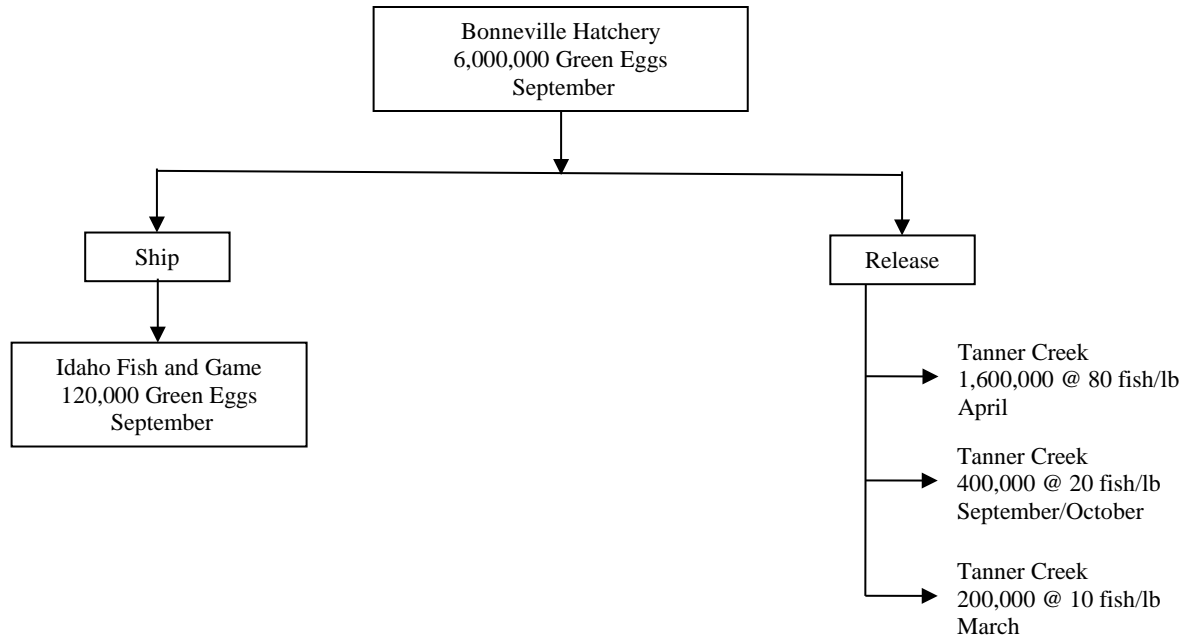 Bonneville Hatchery
6,000,000 Green Eggs
September
Ship
Release
Idaho Fish and Game
120,000 Green Eggs
September
Tanner Creek
1,600,000 @ 80 fish/lb
April
Tanner Creek
400,000 @ 20 fish/lb
September/October
Tanner Creek
200,000 @ 10 fish/lb
March